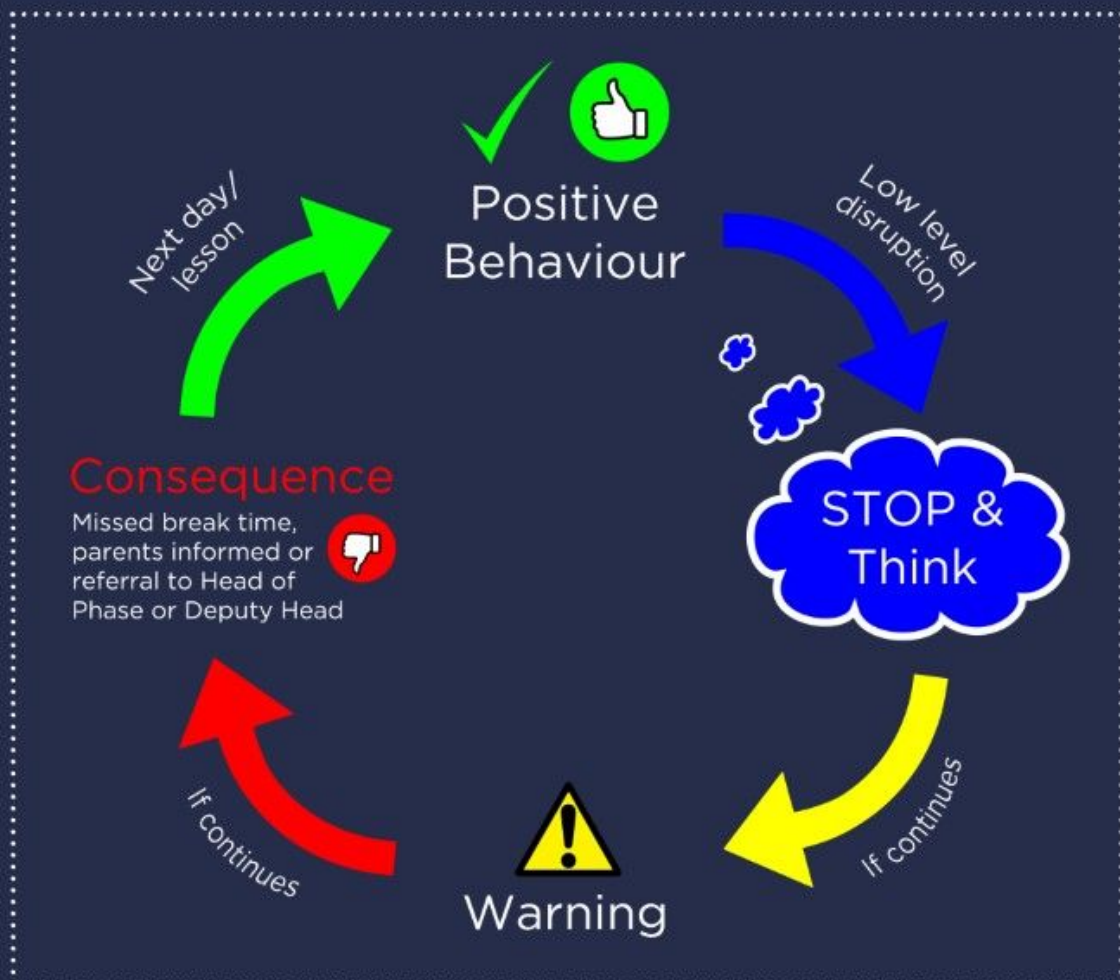 Positive
Behaviour
Low level
disruption
STOP &
Think
If continues
Warning
If continues
Consequence
Missed break time,
parents informed or
referral to Head of
Phase or Deputy Head
Next day/
lesson